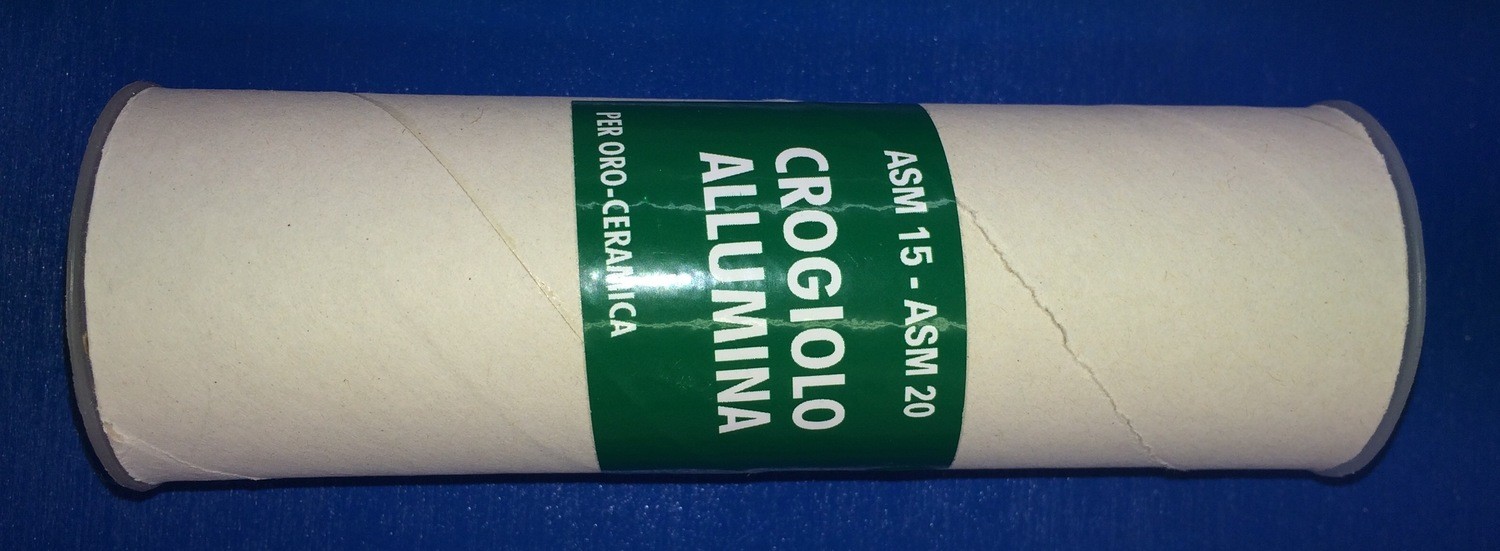 ASM 15 - ASM 20
CROGIOLO
ALLUMINA
PER ORO-CERAMICA